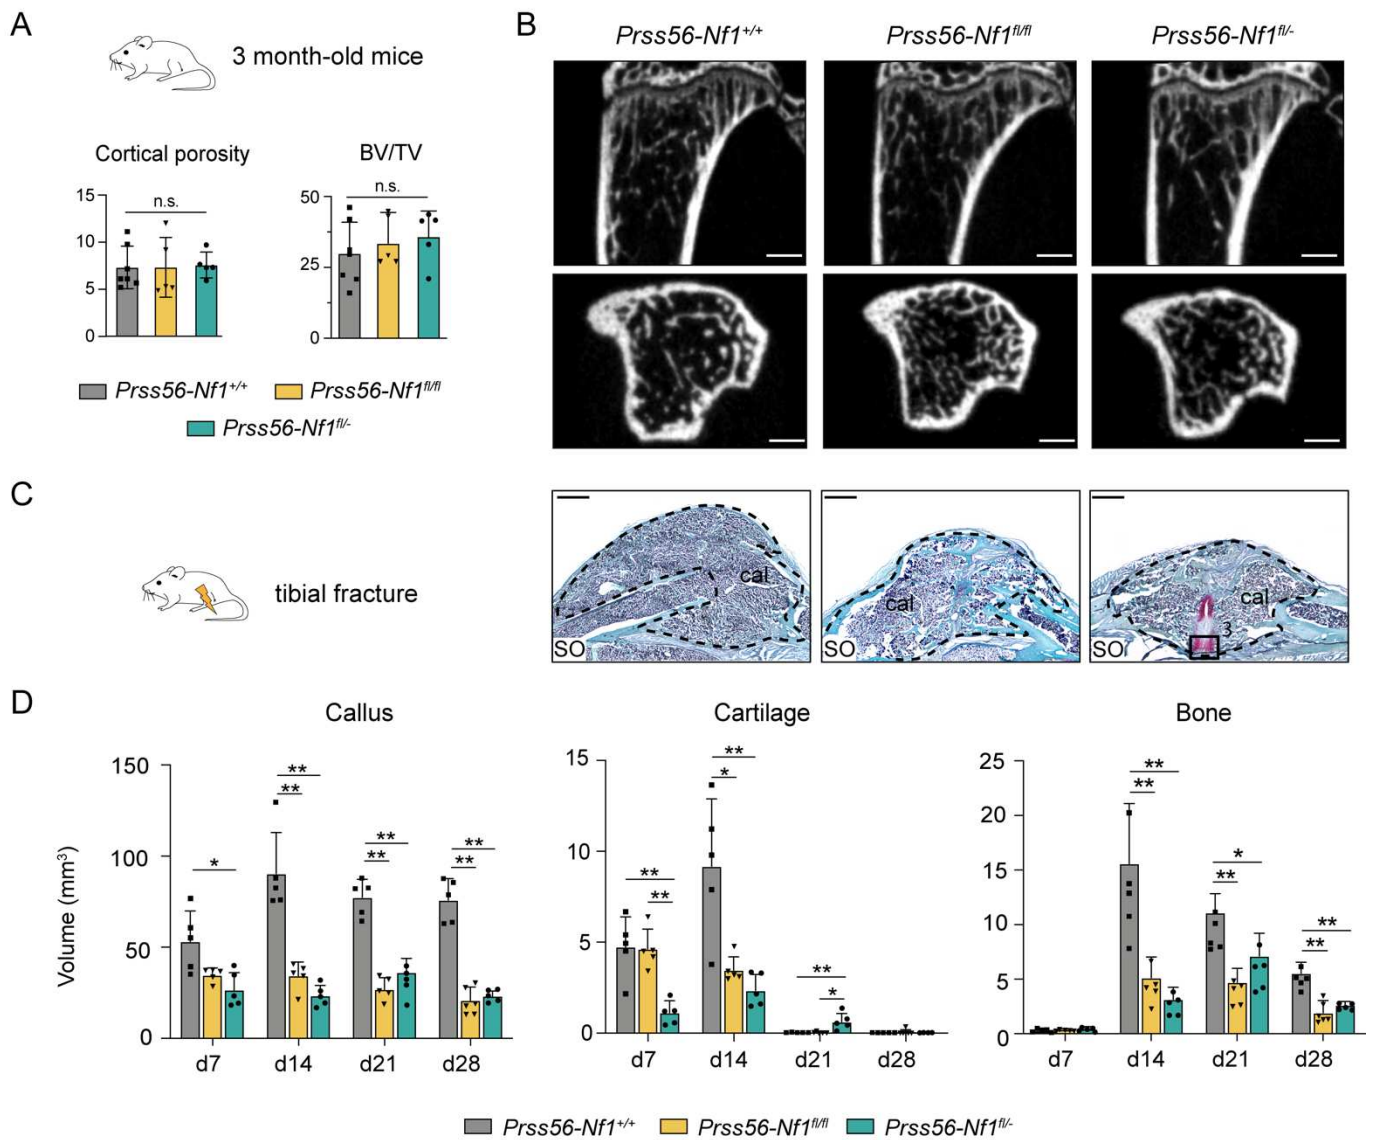 A
3 month-old mice
Cortical porosity
15
10
5
0
n.s.
BV/TV
50
25
0
n.s.
Prss56-Nf1+/+
Prss56-Nf1fl/fl
Prss56-Nf1fl/-
B
Prss56-Nf1+/+
Prss56-Nf1fl/fl
Prss56-Nf1fl/-
C
tibial fracture
cal
SO
cal
SO
cal
3
SO
D
Callus
Volume (mm³)
150
100
50
0
*
**
**
**
**
**
**
d7
d14
d21
d28
Cartilage
15
10
5
0
**
**
**
*
**
*
d7
d14
d21
d28
Bone
25
20
15
10
5
0
**
**
*
**
**
**
d7
d14
d21
d28
Prss56-Nf1+/+
Prss56-Nf1fl/fl
Prss56-Nf1fl/-